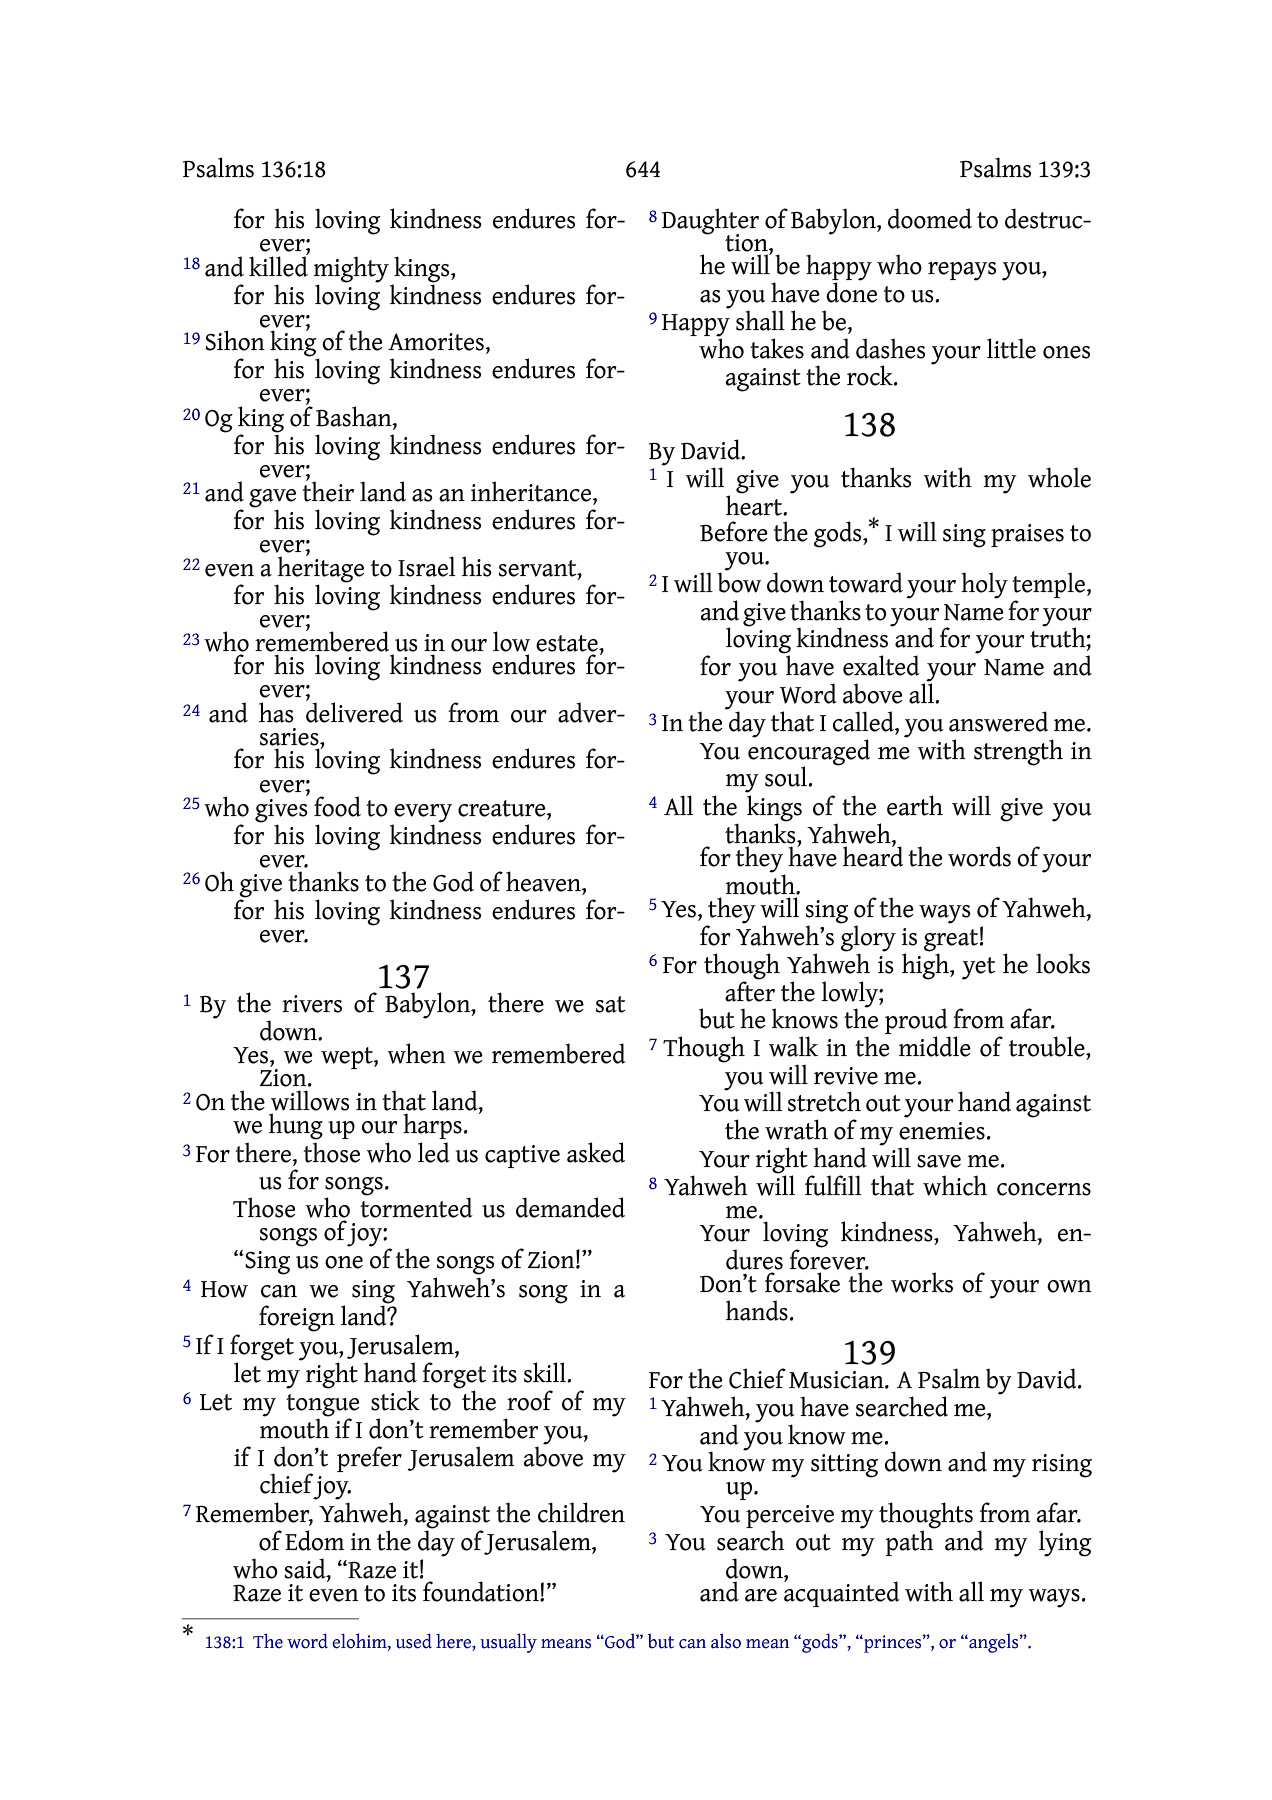 Psalms 136:18 644 Psalms 139:3
for his loving kindness endures for-
ever;
18 and killed mighty kings,
for his loving kindness endures for-
ever;
19 Sihon king of the Amorites,
for his loving kindness endures for-
ever;
20 Og king of Bashan,
for his loving kindness endures for-
ever;
21 and gave their land as an inheritance,
for his loving kindness endures for-
ever;
22 even a heritage to Israel his servant,
for his loving kindness endures for-
ever;
23 who remembered us in our low estate,
for his loving kindness endures for-
ever;
24 and has delivered us from our adver-
saries,
for his loving kindness endures for-
ever;
25 who gives food to every creature,
for his loving kindness endures for-
ever.
26 Oh give thanks to the God of heaven,
for his loving kindness endures for-
ever.
137
1 By the rivers of Babylon, there we sat
down.
Yes, we wept, when we remembered
Zion.
2 On the willows in that land,
we hung up our harps.
3 For there, those who led us captive asked
us for songs.
Those who tormented us demanded
songs of joy:
“Sing us one of the songs of Zion!”
4 How can we sing Yahweh’s song in a
foreign land?
5 If I forget you, Jerusalem,
let my right hand forget its skill.
6 Let my tongue stick to the roof of my
mouth if I don’t remember you,
if I don’t prefer Jerusalem above my
chief joy.
7 Remember, Yahweh, against the children
of Edom in the day of Jerusalem,
who said, “Raze it!
Raze it even to its foundation!”
8 Daughter of Babylon, doomed to destruc-
tion,
he will be happy who repays you,
as you have done to us.
9 Happy shall he be,
who takes and dashes your little ones
against the rock.
138
By David.
1 I will give you thanks with my whole
heart.
Before the gods,* I will sing praises to
you.
2 I will bow down toward your holy temple,
and give thanks to your Name for your
loving kindness and for your truth;
for you have exalted your Name and
your Word above all.
3 In the day that I called, you answered me.
You encouraged me with strength in
my soul.
4 All the kings of the earth will give you
thanks, Yahweh,
for they have heard the words of your
mouth.
5 Yes, they will sing of the ways of Yahweh,
for Yahweh’s glory is great!
6 For though Yahweh is high, yet he looks
after the lowly;
but he knows the proud from afar.
7 Though I walk in the middle of trouble,
you will revive me.
You will stretch out your hand against
the wrath of my enemies.
Your right hand will save me.
8 Yahweh will fulfill that which concerns
me.
Your loving kindness, Yahweh, en-
dures forever.
Don’t forsake the works of your own
hands.
139
For the Chief Musician. A Psalm by David.
1 Yahweh, you have searched me,
and you know me.
2 You know my sitting down and my rising
up.
You perceive my thoughts from afar.
3 You search out my path and my lying
down,
and are acquainted with all my ways.
* 138:1 The word elohim, used here, usually means “God” but can also mean “gods”, “princes”, or “angels”.